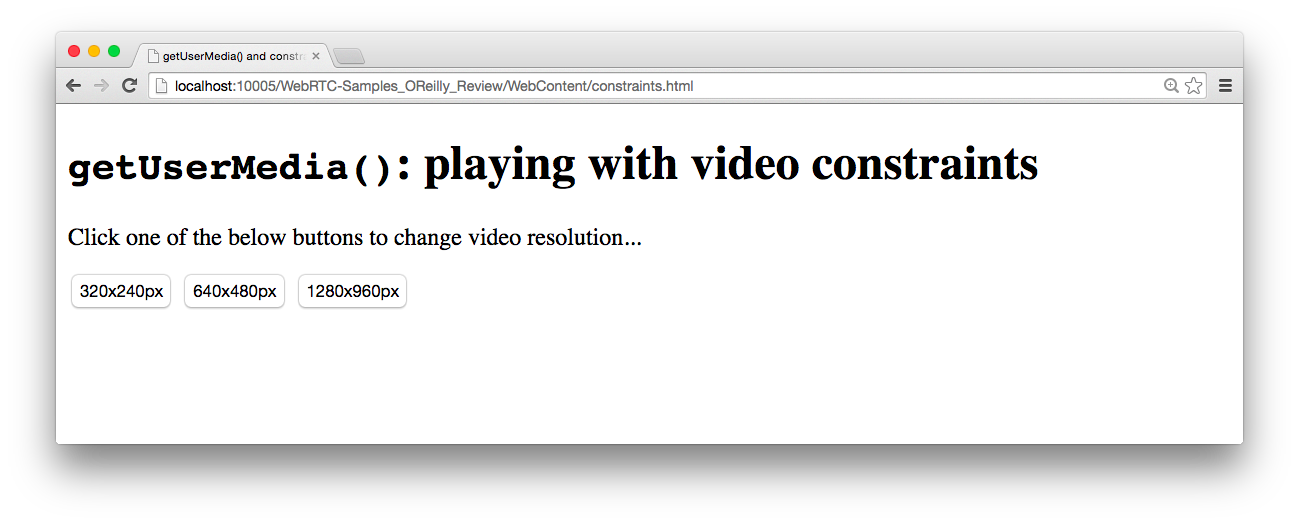 getUserMedia() and constra
localhost:10005/WebRTC-Samples_OReilly_Review/WebContent/constraints.html
getUserMedia(): playing with video constraints
Click one of the below buttons to change video resolution...
320x240px 640x480px 1280x960px